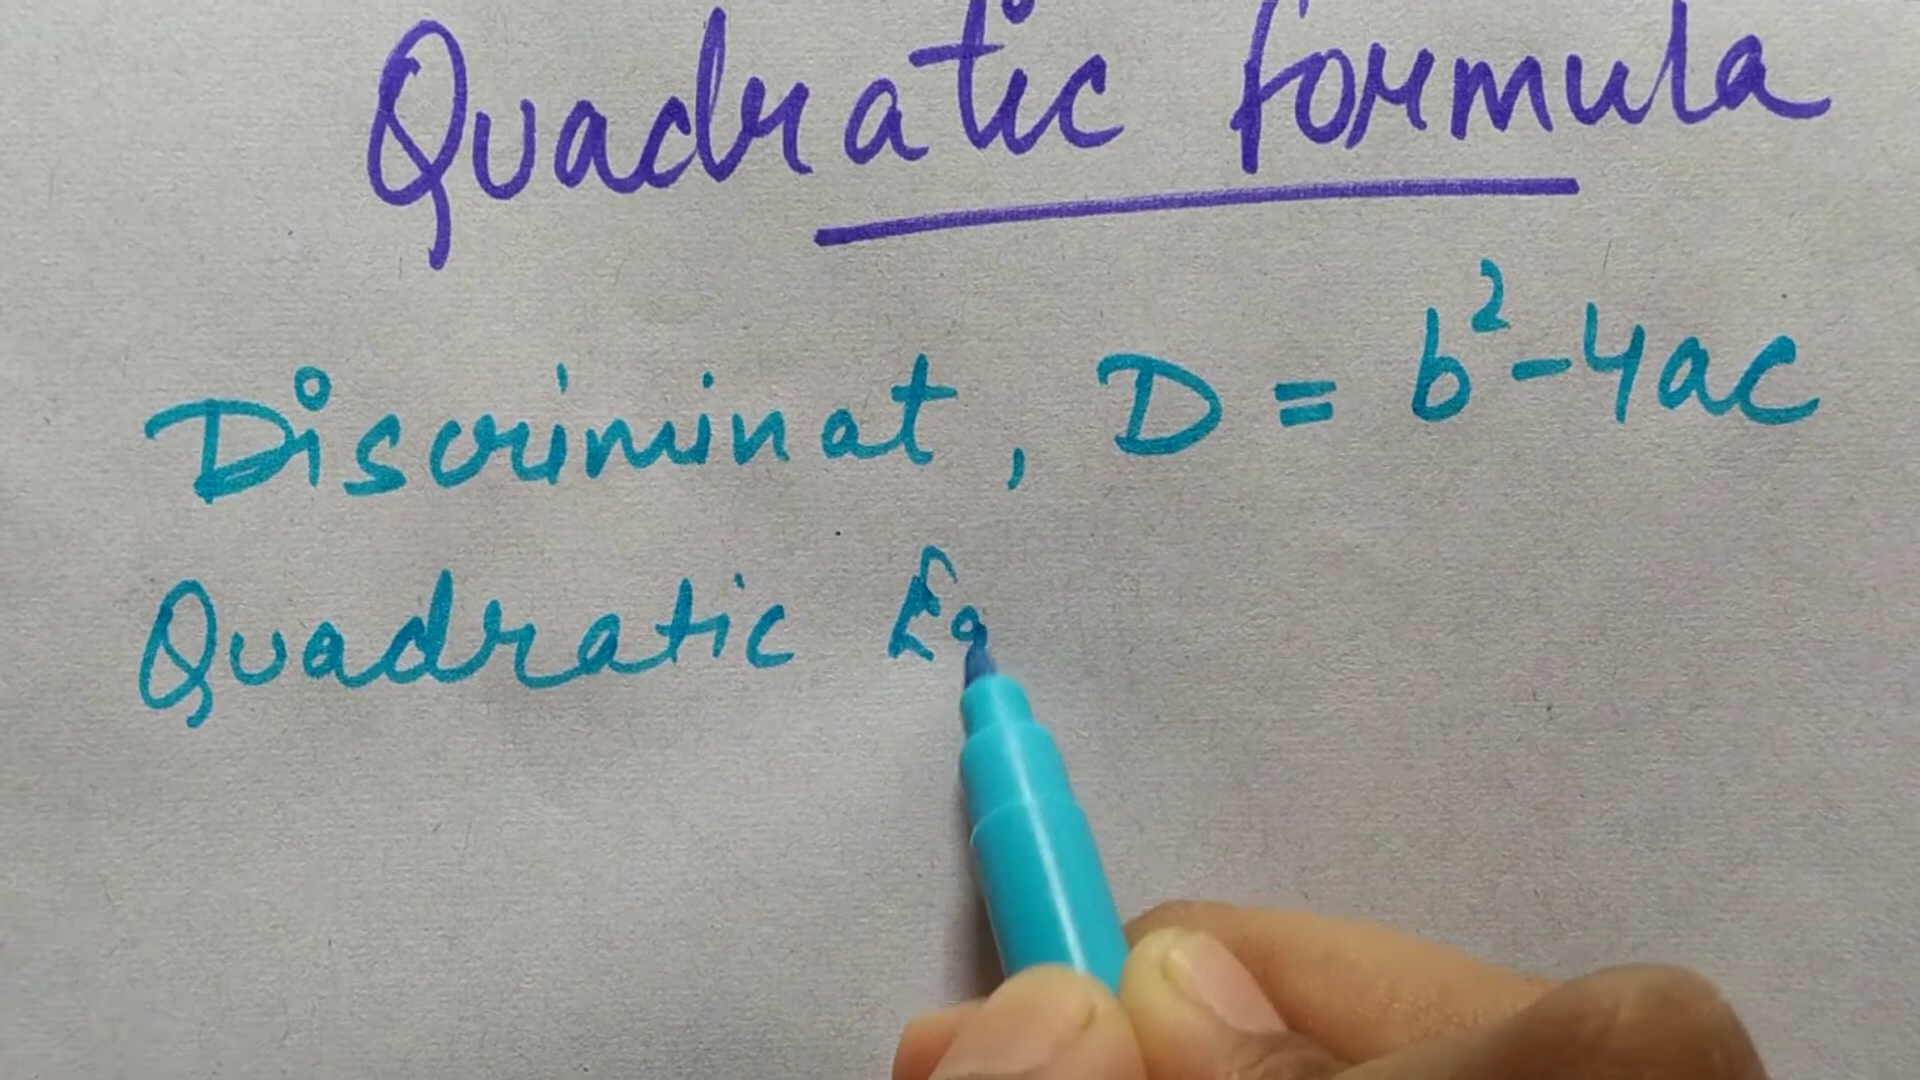 Quadratic formula
Discriminat, D = b²-4ac
Quadratic Eq